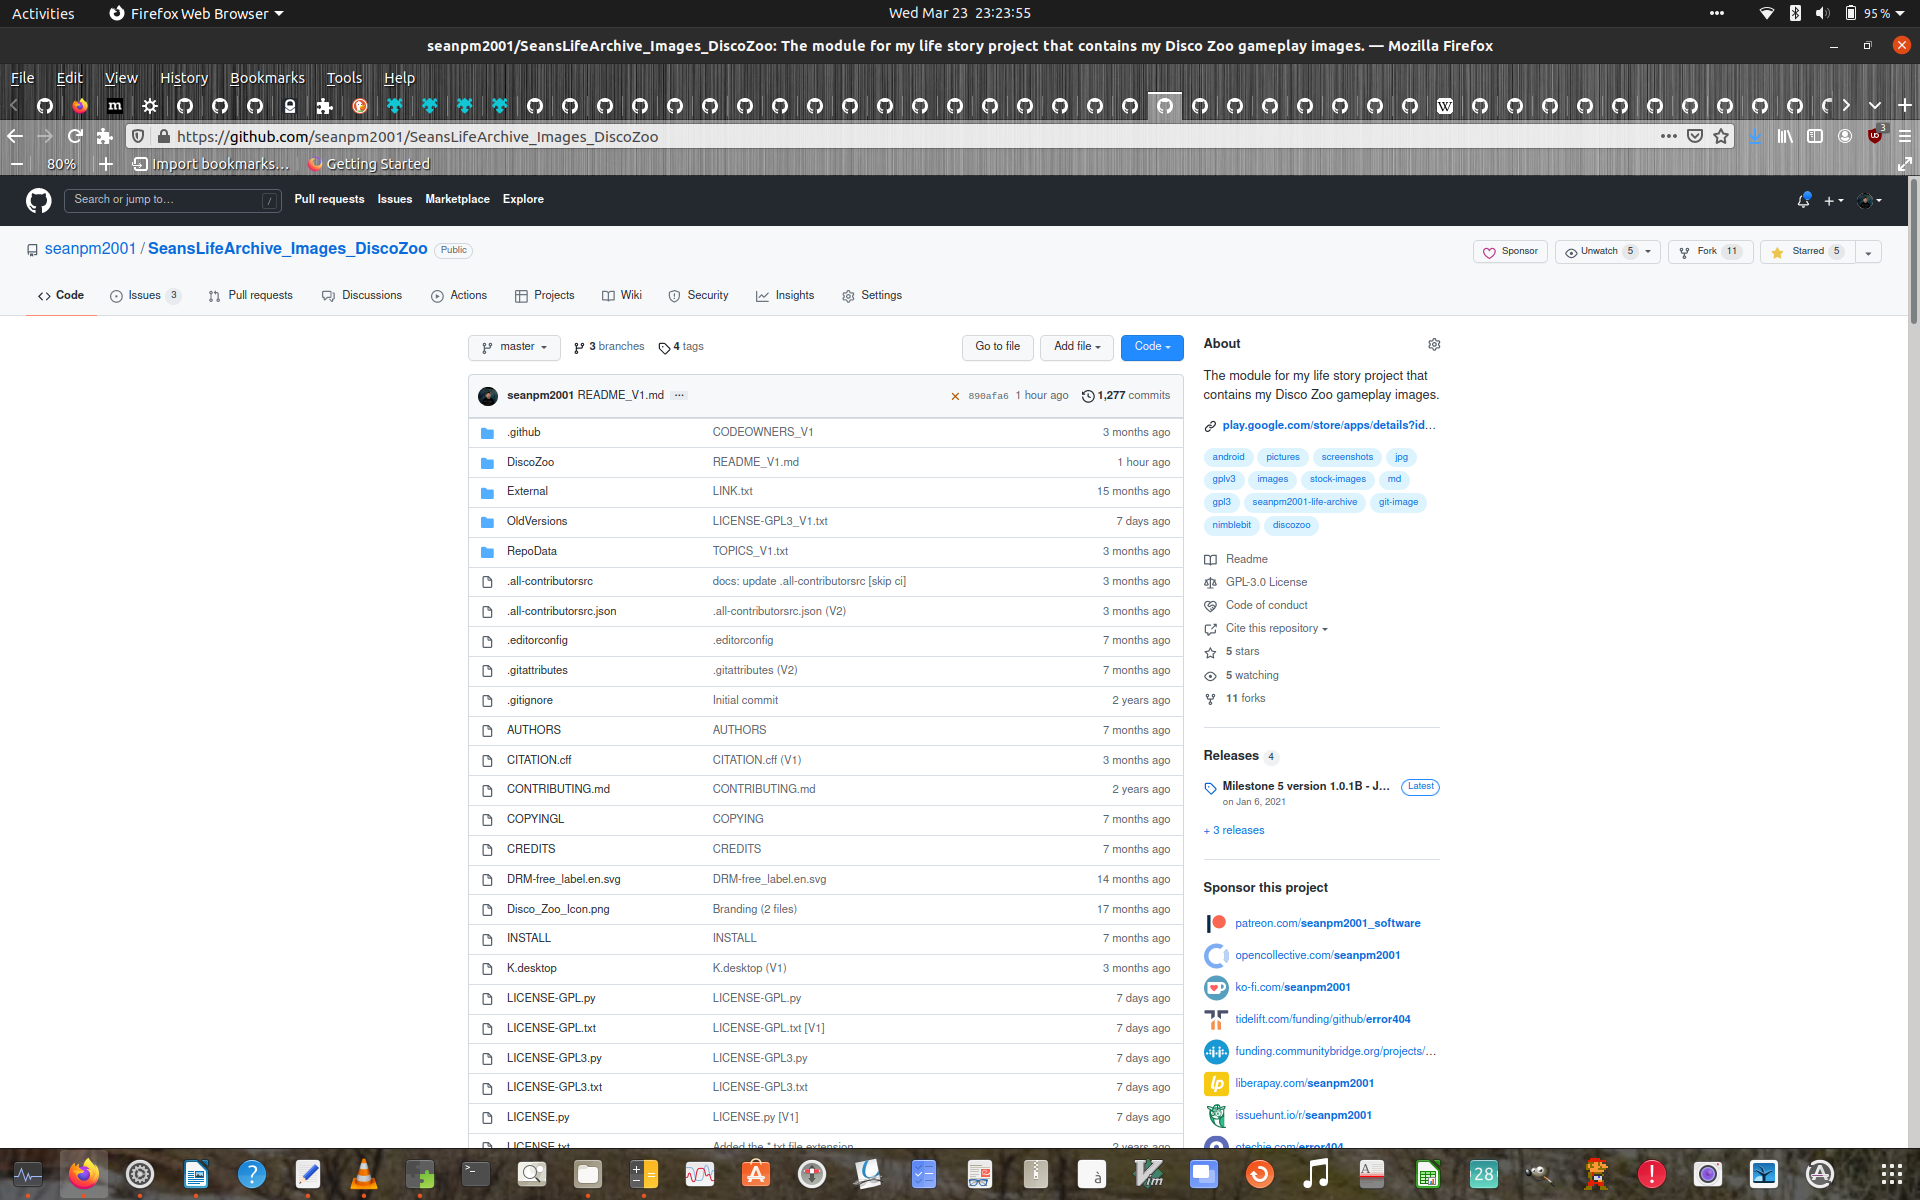 Activities
Firefox Web Browser
Wed Mar 23 23:23:55
95 %
seanpm2001/SeansLifeArchive_Images_DiscoZoo: The module for my life story project that contains my Disco Zoo gameplay images. — Mozilla Firefox
File Edit View History Bookmarks Tools Help
https://github.com/seanpm2001/SeansLifeArchive_Images_DiscoZoo
3
80%
Import bookmarks…
Getting Started
Search or jump to…
/
Pull requests Issues Marketplace Explore
seanpm2001 / SeansLifeArchive_Images_DiscoZoo Public
Sponsor
Unwatch 5
Fork 11
Starred 5
Code
Issues 3
Pull requests
Discussions
Actions
Projects
Wiki
Security
Insights
Settings
master
3 branches
4 tags
Go to file
Add file
Code
seanpm2001 README_V1.md ...
890afa6 1 hour ago
1,277 commits
.github CODEOWNERS_V1 3 months ago
DiscoZoo README_V1.md 1 hour ago
External LINK.txt 15 months ago
OldVersions LICENSE-GPL3_V1.txt 7 days ago
RepoData TOPICS_V1.txt 3 months ago
.all-contributorsrc docs: update .all-contributorsrc [skip ci] 3 months ago
.all-contributorsrc.json .all-contributorsrc.json (V2) 3 months ago
.editorconfig .editorconfig 7 months ago
.gitattributes .gitattributes (V2) 7 months ago
.gitignore Initial commit 2 years ago
AUTHORS AUTHORS 7 months ago
CITATION.cff CITATION.cff (V1) 3 months ago
CONTRIBUTING.md CONTRIBUTING.md 2 years ago
COPYINGL COPYING 7 months ago
CREDITS CREDITS 7 months ago
DRM-free_label.en.svg DRM-free_label.en.svg 14 months ago
Disco_Zoo_Icon.png Branding (2 files) 17 months ago
INSTALL INSTALL 7 months ago
K.desktop K.desktop (V1) 3 months ago
LICENSE-GPL.py LICENSE-GPL.py 7 days ago
LICENSE-GPL.txt LICENSE-GPL.txt [V1] 7 days ago
LICENSE-GPL3.py LICENSE-GPL3.py 7 days ago
LICENSE-GPL3.txt LICENSE-GPL3.txt 7 days ago
LICENSE.py LICENSE.py [V1] 7 days ago
LICENSE.txt Added the *.txt file extension 2 years ago
About
The module for my life story project that
contains my Disco Zoo gameplay images.
play.google.com/store/apps/details?id…
android pictures screenshots jpg
gplv3 images stock-images md
gpl3 seanpm2001-life-archive git-image
nimblebit discozoo
Readme
GPL-3.0 License
Code of conduct
Cite this repository
5 stars
5 watching
11 forks
Releases 4
Milestone 5 version 1.0.1B - J… Latest
on Jan 6, 2021
+ 3 releases
Sponsor this project
patreon.com/seanpm2001_software
opencollective.com/seanpm2001
ko-fi.com/seanpm2001
tidelift.com/funding/github/error404
funding.communitybridge.org/projects/…
liberapay.com/seanpm2001
issuehunt.io/r/seanpm2001
otechie.com/error404
28